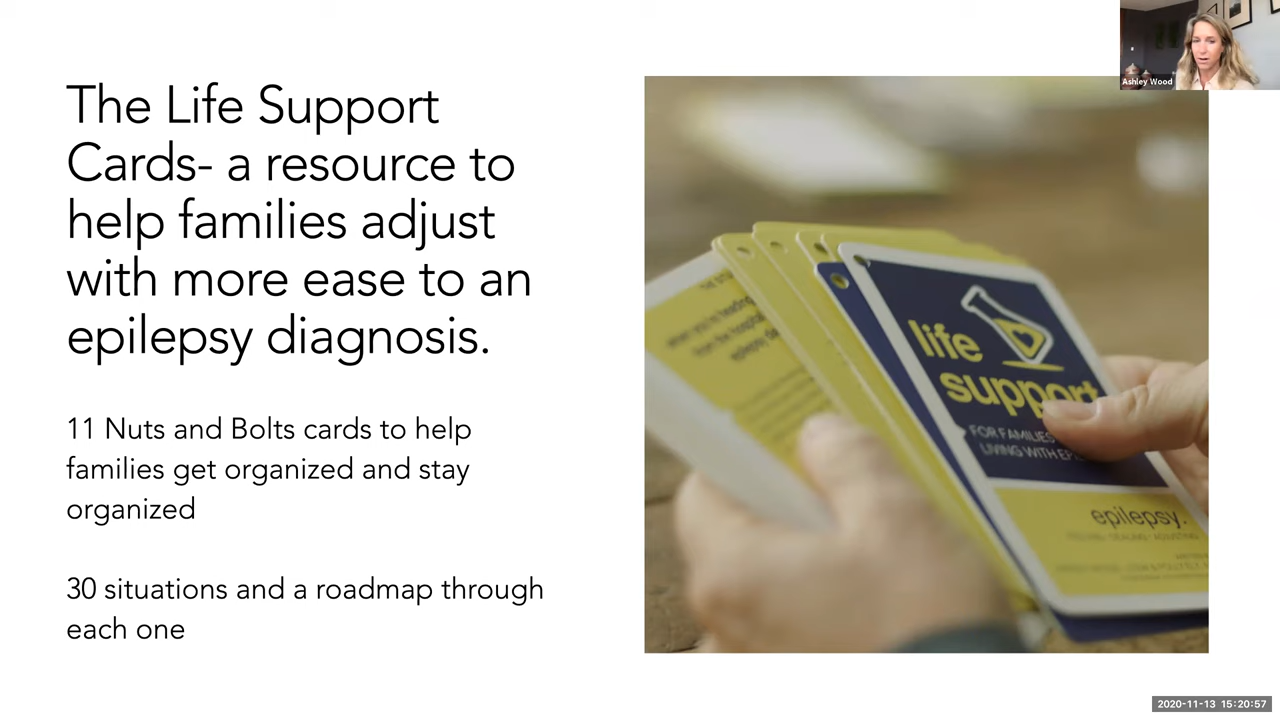 The Life Support
Cards- a resource to
help families adjust
with more ease to an
epilepsy diagnosis.
11 Nuts and Bolts cards to help
families get organized and stay
organized
30 situations and a roadmap through
each one
life
support
FOR FAMILIES
LIVING WITH
epilepsy.
Ashley Wood
2020-11-13 15:20:57